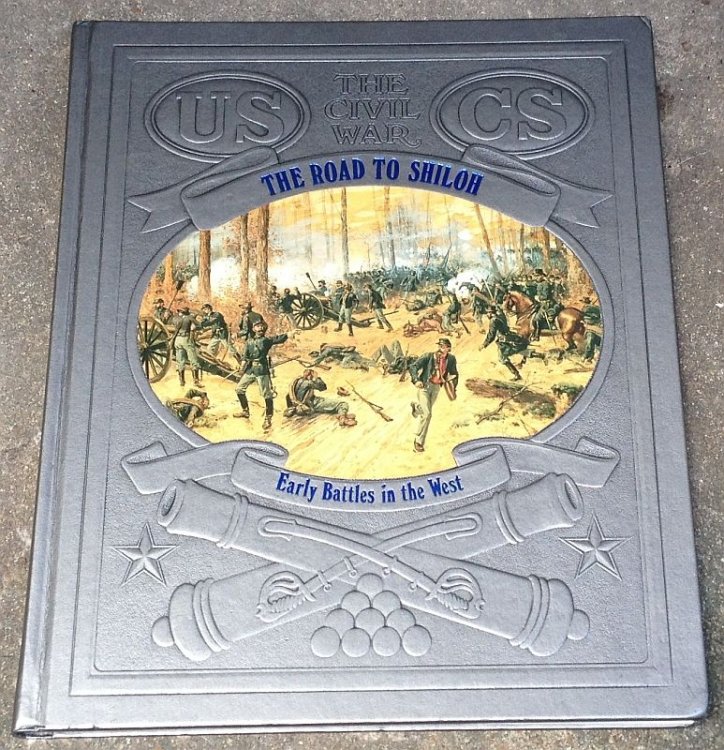 US
THE
CIVIL
WAR
CS
THE ROAD TO SHILOH
Early Battles in the West